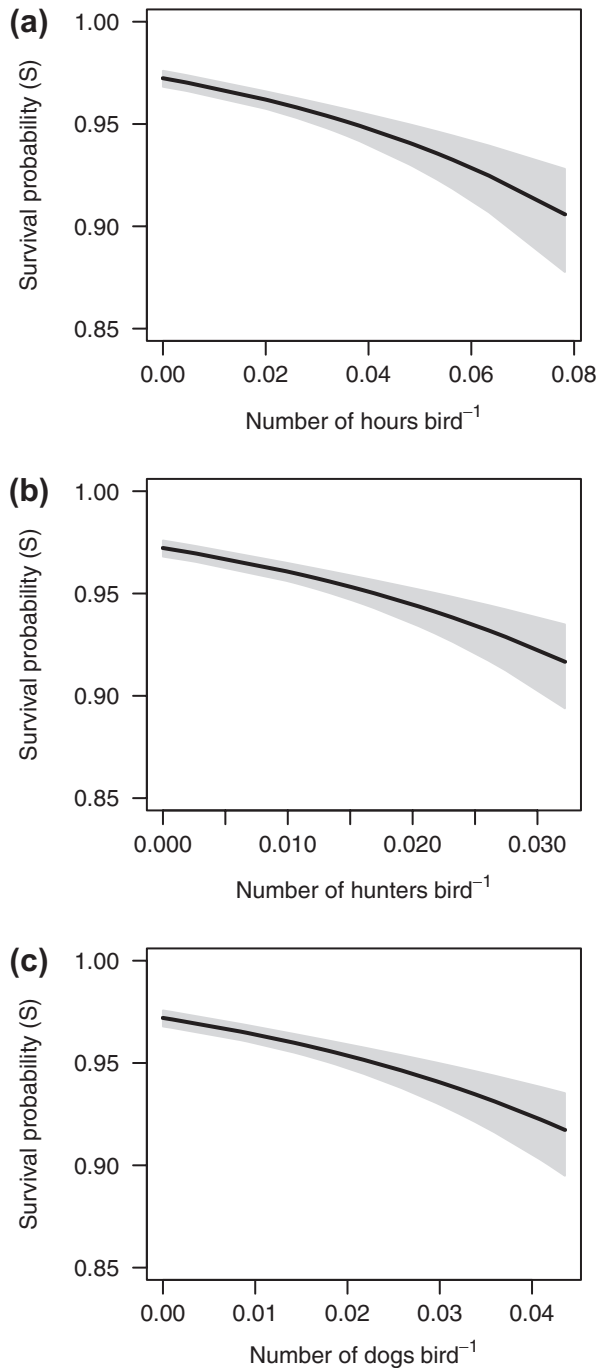 (a)
Survival probability (S)
1.00
0.95
0.90
0.85
0.00 0.02 0.04 0.06 0.08
Number of hours bird⁻¹
(b)
Survival probability (S)
1.00
0.95
0.90
0.85
0.000 0.010 0.020 0.030
Number of hunters bird⁻¹
(c)
Survival probability (S)
1.00
0.95
0.90
0.85
0.00 0.01 0.02 0.03 0.04
Number of dogs bird⁻¹